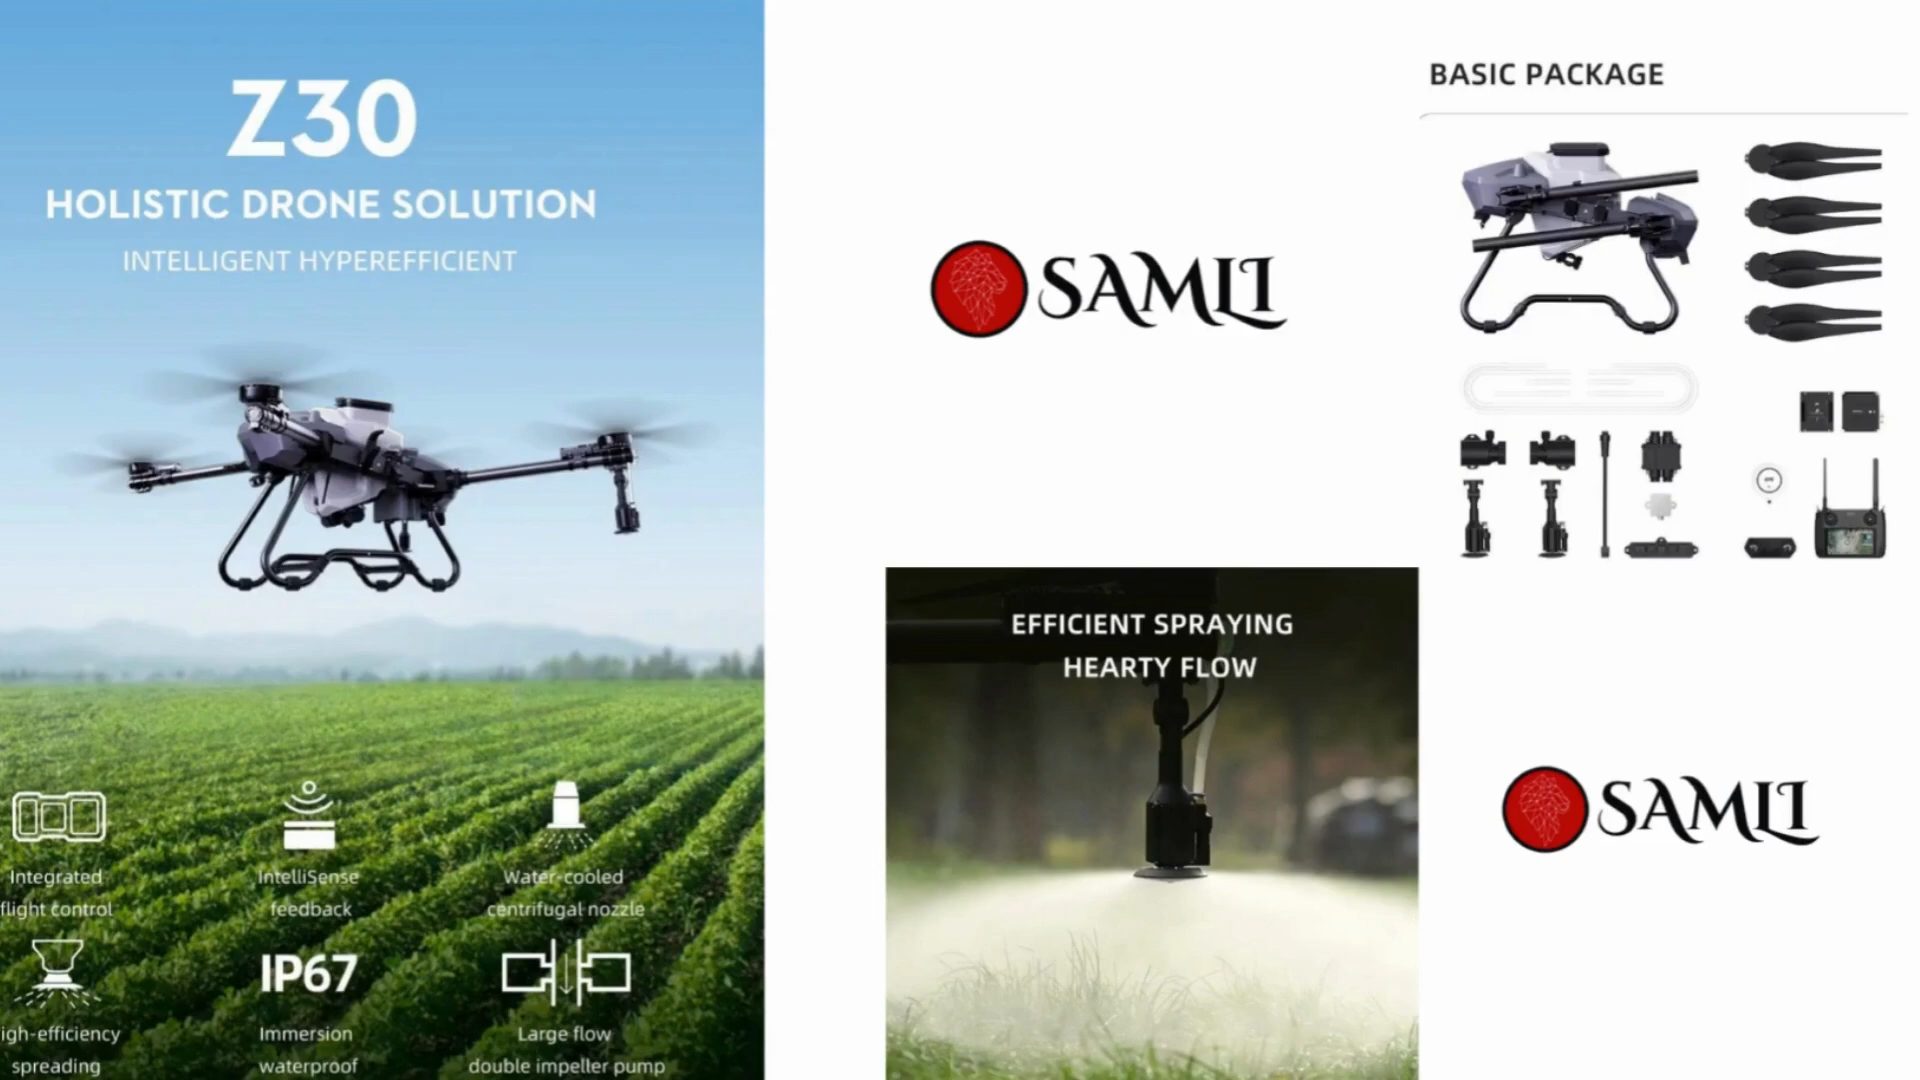 Z30
HOLISTIC DRONE SOLUTION
INTELLIGENT HYPEREFFICIENT
Integrated
flight control
IntelliSense
feedback
Water-cooled
centrifugal nozzle
igh-efficiency
spreading
IP67
Immersion
waterproof
Large flow
double impeller pump
SAMLI
EFFICIENT SPRAYING
HEARTY FLOW
BASIC PACKAGE
SAMLI